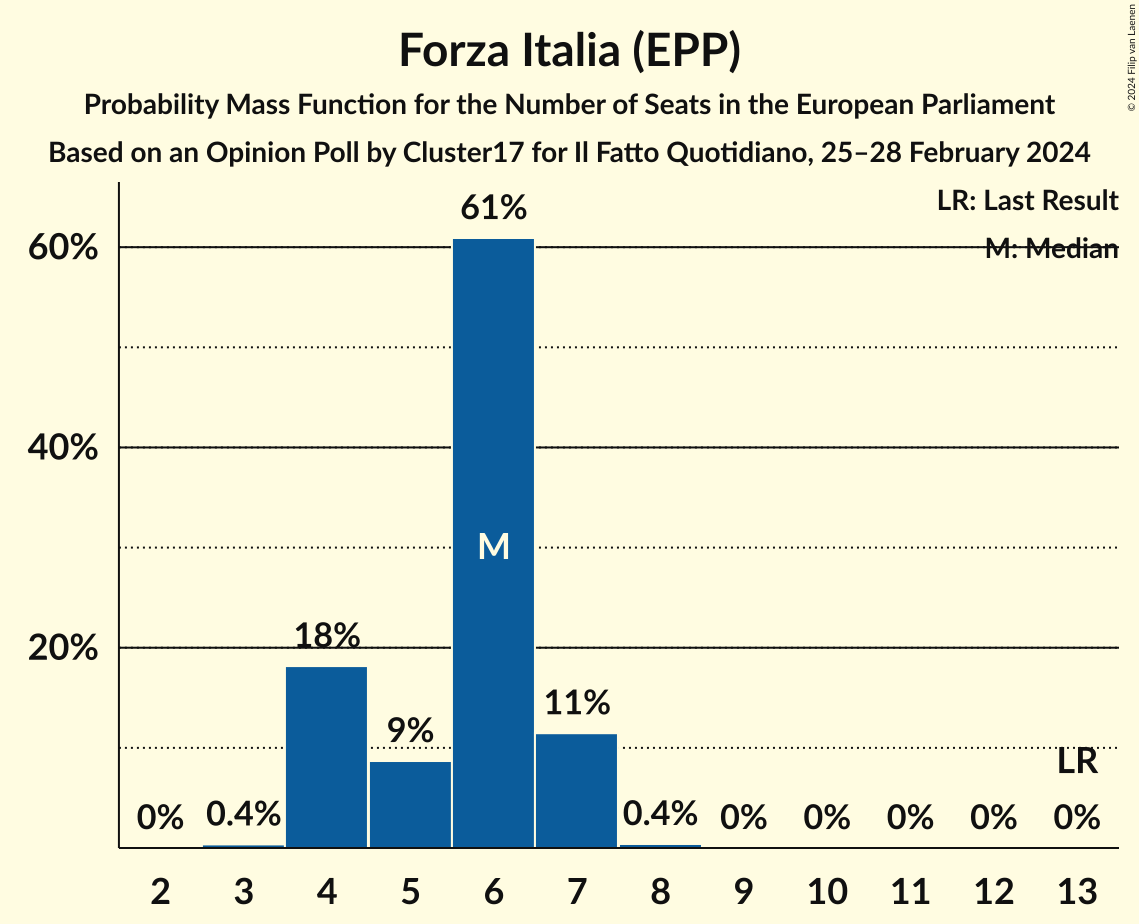 Forza Italia (EPP)
Probability Mass Function for the Number of Seats in the European Parliament
Based on an Opinion Poll by Cluster17 for Il Fatto Quotidiano, 25–28 February 2024
© 2024 Filip van Laenen
LR: Last Result
M: Median
60%
40%
20%
0%
0.4%
18%
9%
61%
M
11%
0.4%
0%
0%
0%
0%
LR
0%
2 3 4 5 6 7 8 9 10 11 12 13